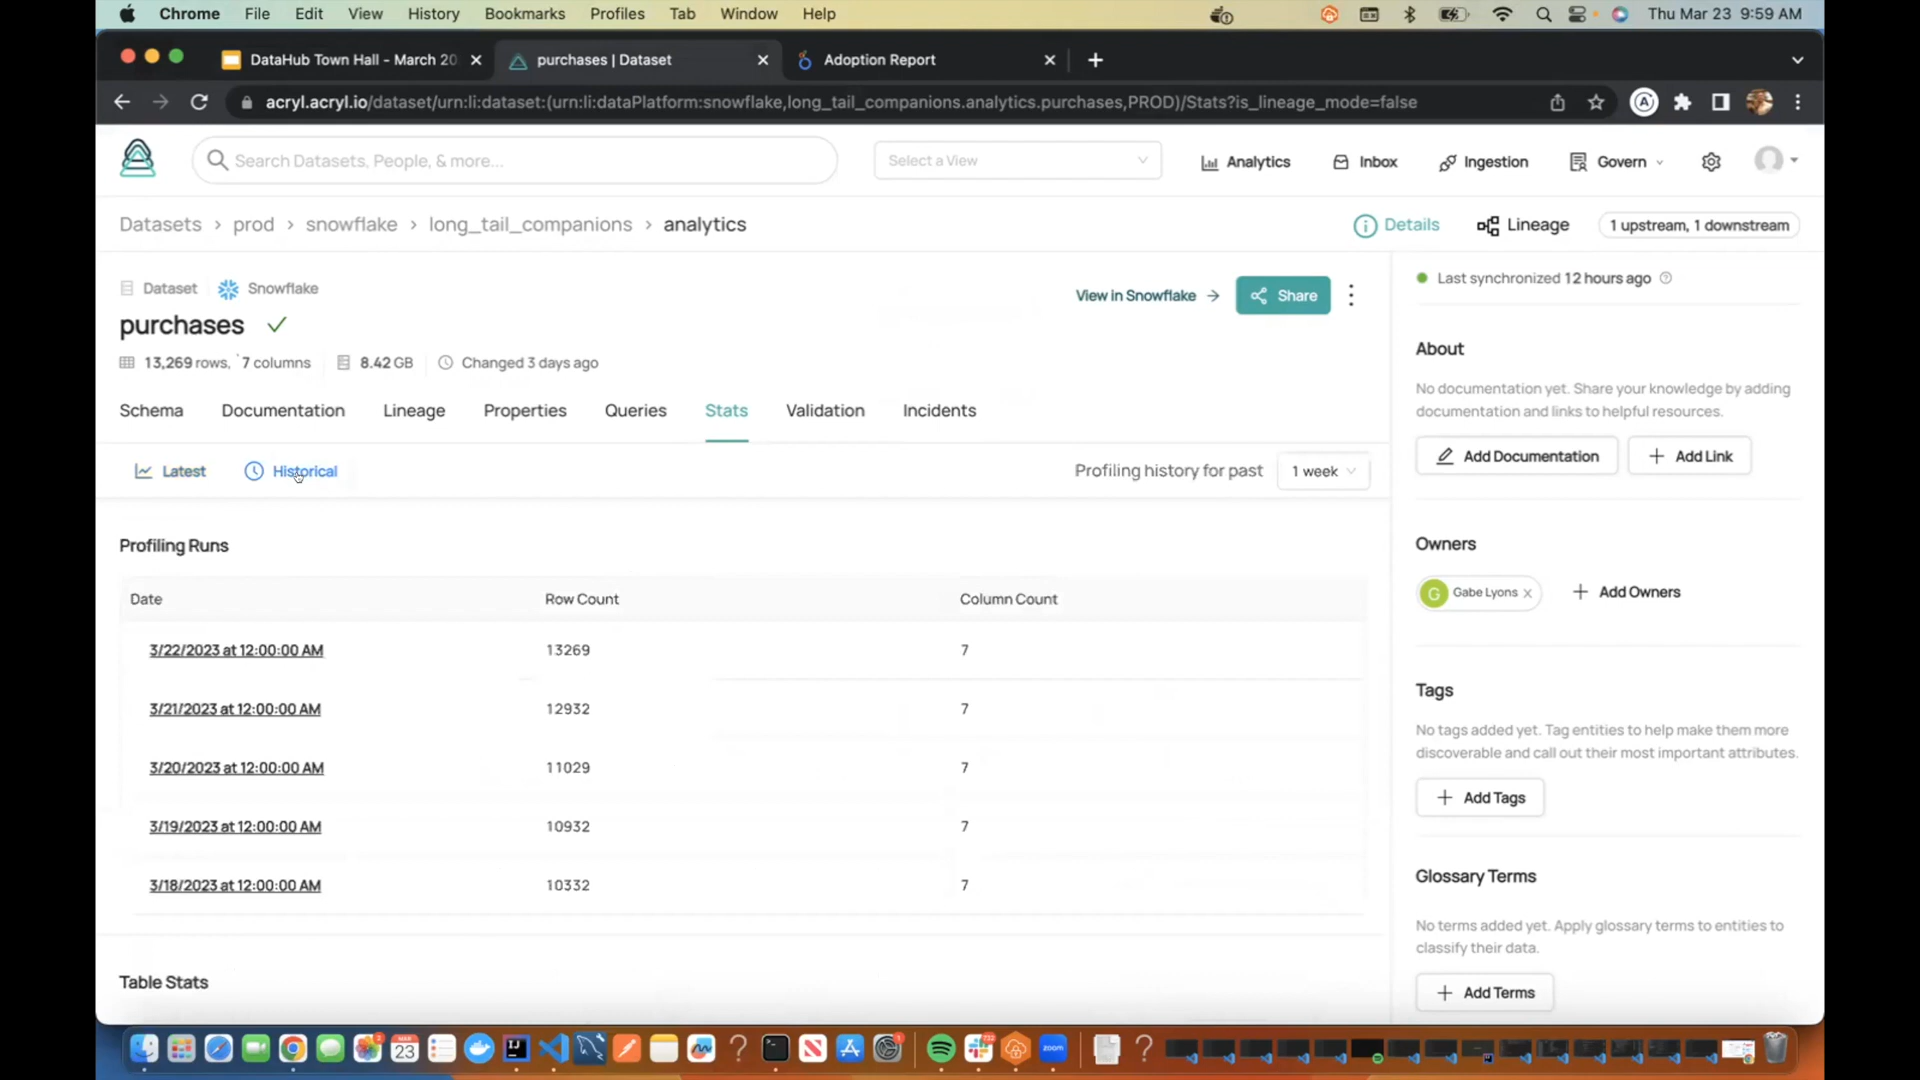 Chrome File Edit View History Bookmarks Profiles Tab Window Help Thu Mar 23 9:59 AM
DataHub Town Hall - March 20 purchases | Dataset Adoption Report
acryl.acryl.io/dataset/urn:li:dataset:(urn:li:dataPlatform:snowflake,long_tail_companions.analytics.purchases,PROD)/Stats?is_lineage_mode=false
Search Datasets, People, & more... Select a View Analytics Inbox Ingestion Govern
Datasets > prod > snowflake > long_tail_companions > analytics Details Lineage 1 upstream, 1 downstream
Dataset Snowflake View in Snowflake Share
purchases
13,269 rows, 7 columns 8.42 GB Changed 3 days ago
Schema Documentation Lineage Properties Queries Stats Validation Incidents
Latest Historical Profiling history for past 1 week
Profiling Runs
Date Row Count Column Count
3/22/2023 at 12:00:00 AM 13269 7
3/21/2023 at 12:00:00 AM 12932 7
3/20/2023 at 12:00:00 AM 11029 7
3/19/2023 at 12:00:00 AM 10932 7
3/18/2023 at 12:00:00 AM 10332 7
Table Stats
Last synchronized 12 hours ago
About
No documentation yet. Share your knowledge by adding
documentation and links to helpful resources.
Add Documentation Add Link
Owners
G Gabe Lyons Add Owners
Tags
No tags added yet. Tag entities to help make them more
discoverable and call out their most important attributes.
Add Tags
Glossary Terms
No terms added yet. Apply glossary terms to entities to
classify their data.
Add Terms
23
zoom